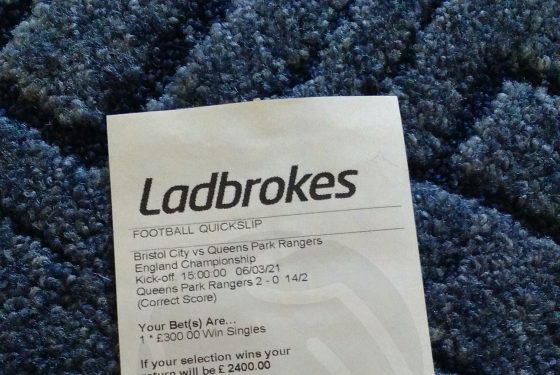 Ladbrokes
FOOTBALL QUICKSLIP
Bristol City vs Queens Park Rangers
England Championship
Kick-off 15:00:00 06/03/21
Queens Park Rangers 2 - 0 14/2
(Correct Score)
Your Bet(s) Are...
1 * £300.00 Win Singles
If your selection wins your
return will be £ 2400.00